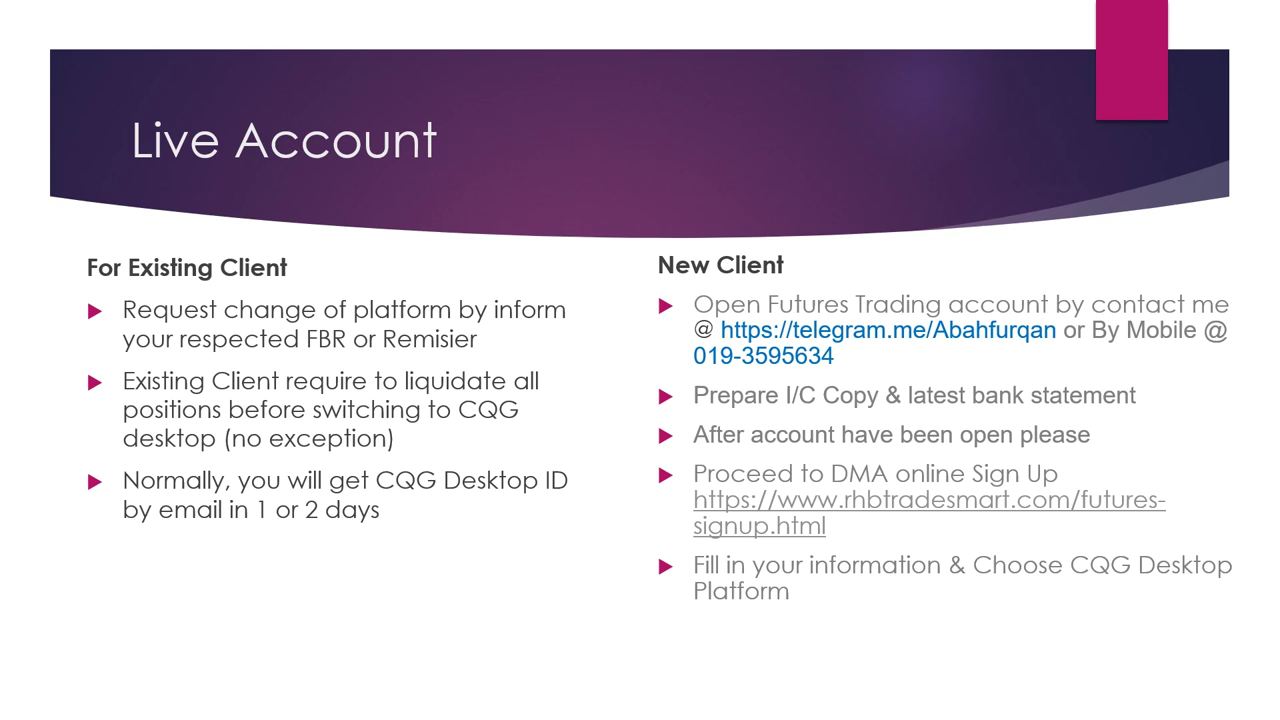 Live Account
For Existing Client
Request change of platform by inform
your respected FBR or Remisier
Existing Client require to liquidate all
positions before switching to CQG
desktop (no exception)
Normally, you will get CQG Desktop ID
by email in 1 or 2 days
New Client
Open Futures Trading account by contact me
@ https://telegram.me/Abahfurqan or By Mobile @
019-3595634
Prepare I/C Copy & latest bank statement
After account have been open please
Proceed to DMA online Sign Up
https://www.rhbtradesmart.com/futures-
signup.html
Fill in your information & Choose CQG Desktop
Platform